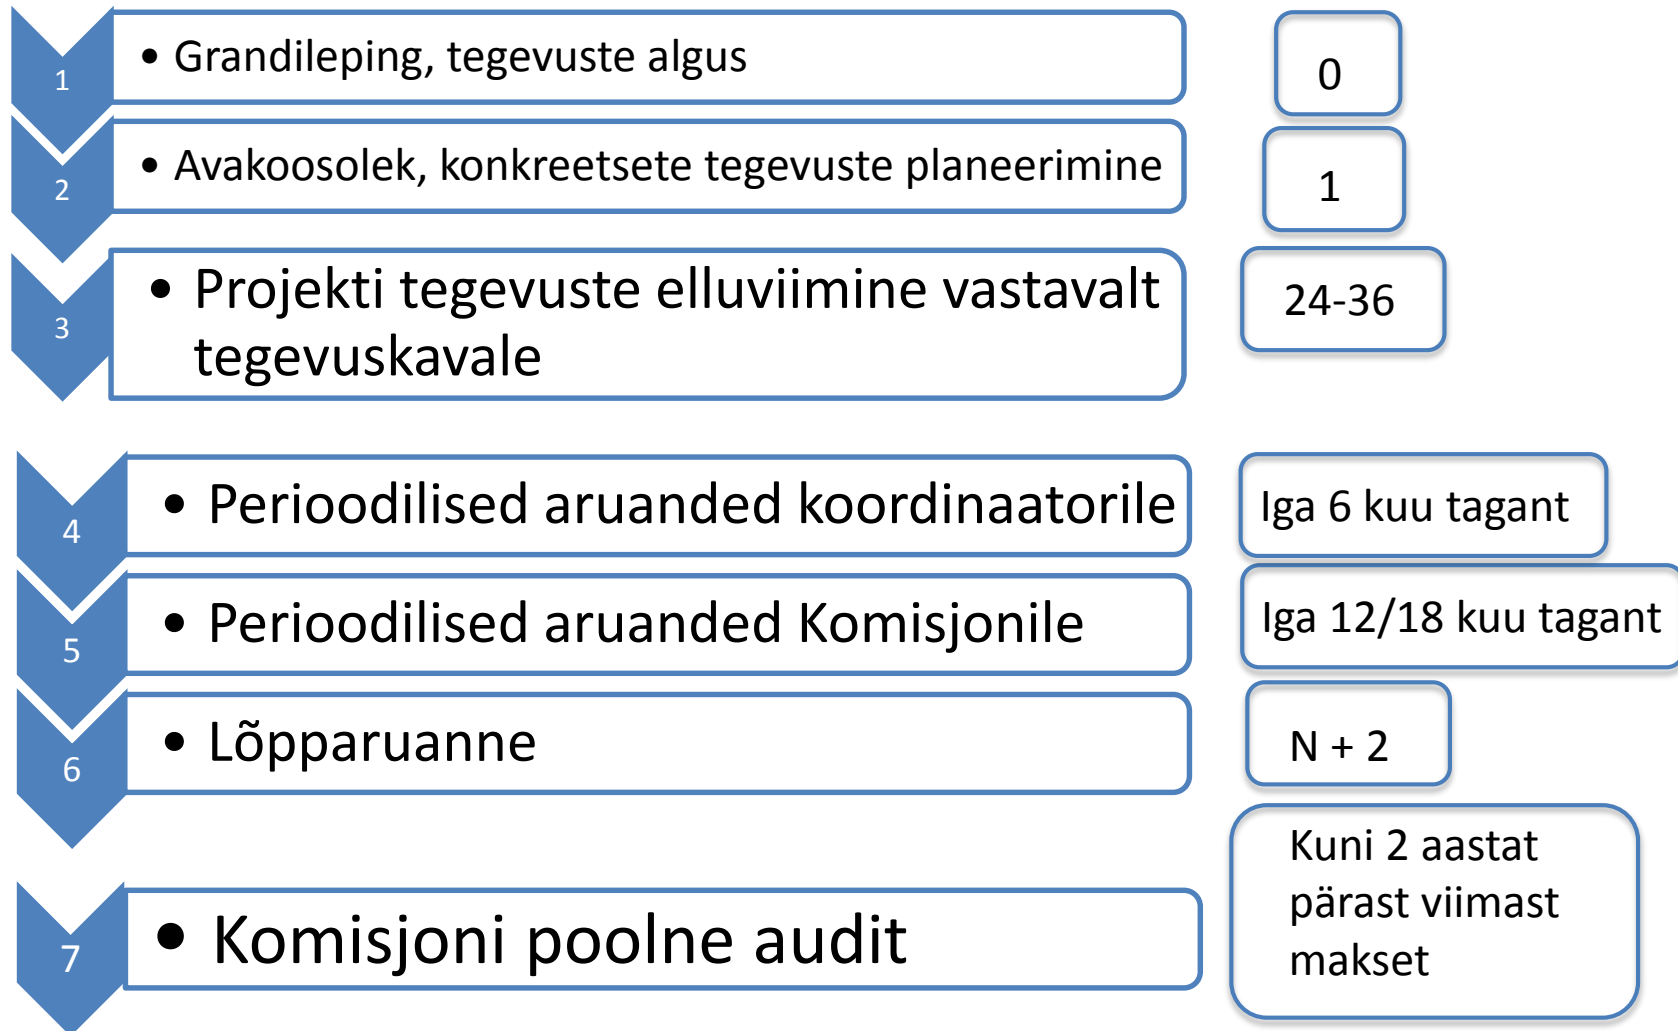 1
• Grandileping, tegevuste algus
0
2
• Avakoosolek, konkreetsete tegevuste planeerimine
1
3
• Projekti tegevuste elluviimine vastavalt
tegevuskavale
24-36
4
• Perioodilised aruanded koordinaatorile
Iga 6 kuu tagant
5
• Perioodilised aruanded Komisjonile
Iga 12/18 kuu tagant
6
• Lõpparuanne
N + 2
7
• Komisjoni poolne audit
Kuni 2 aastat
pärast viimast
makset